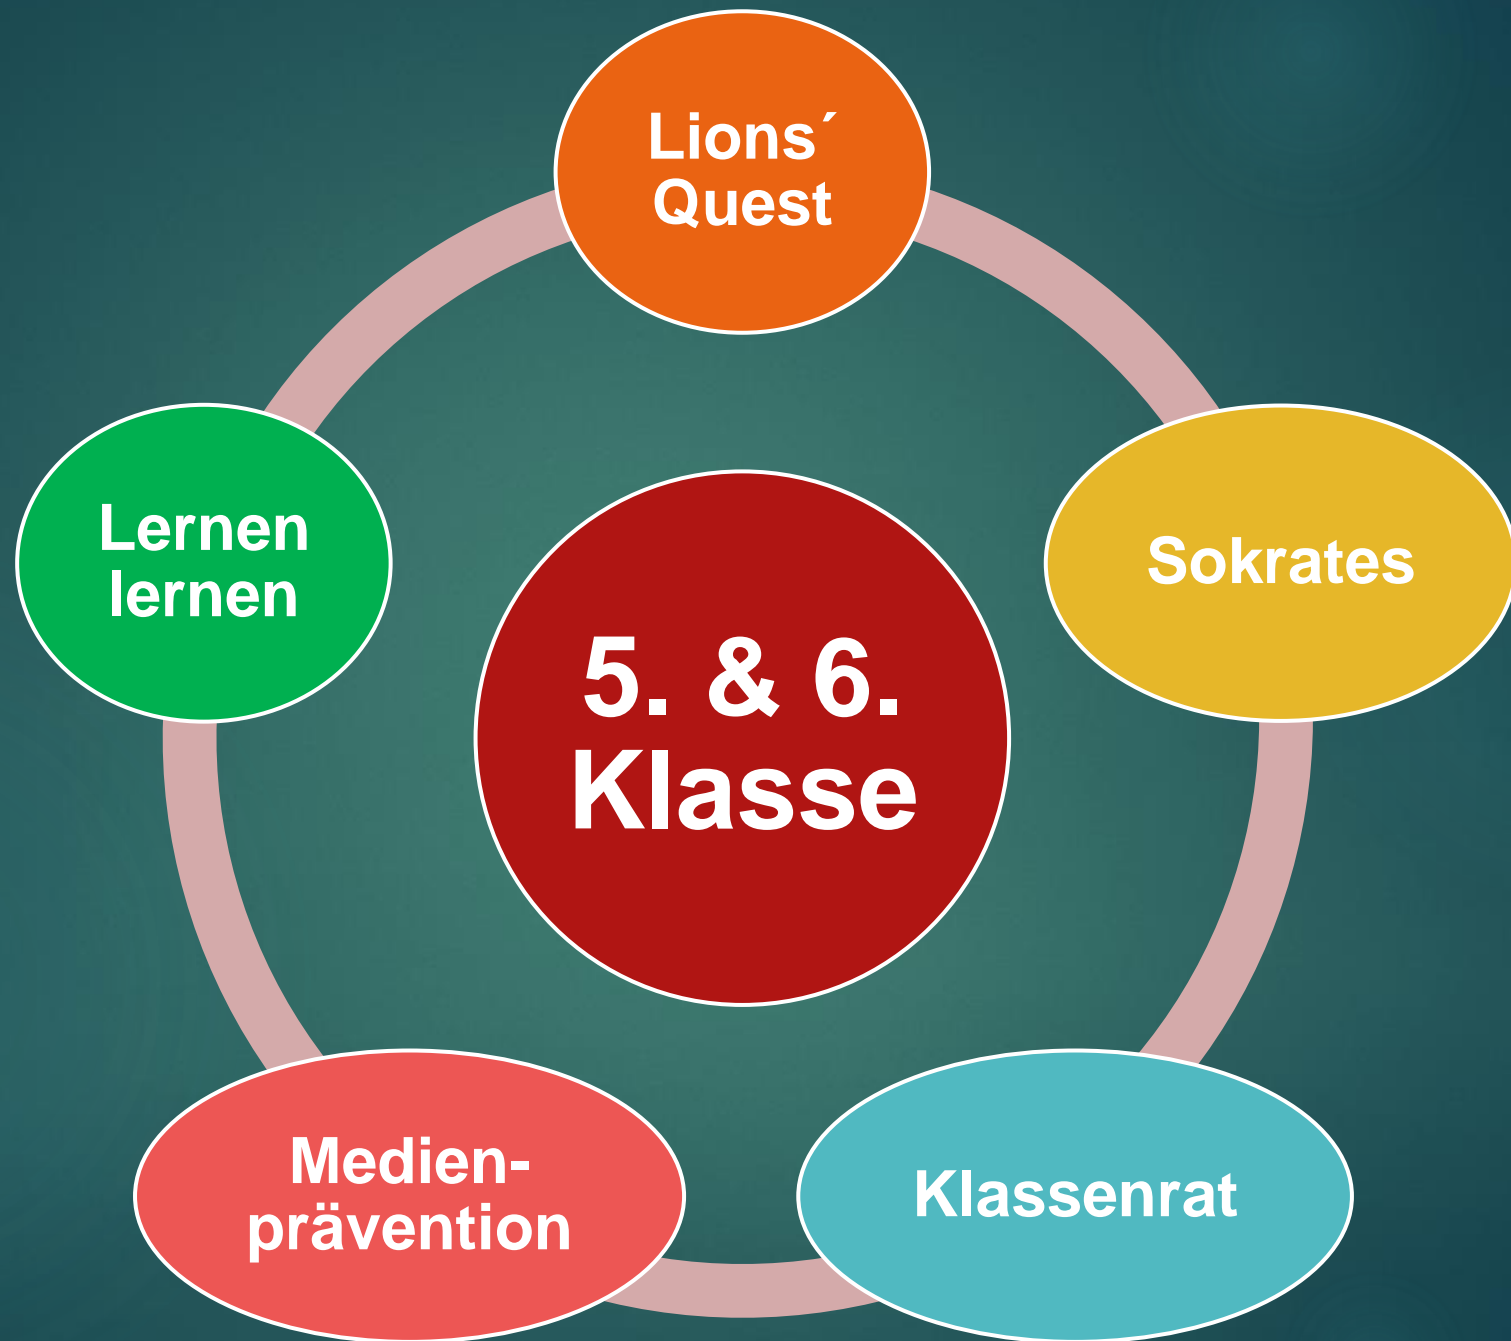 Lions´
Quest
Lernen
lernen
Sokrates
5. & 6.
Klasse
Medien-
prävention
Klassenrat